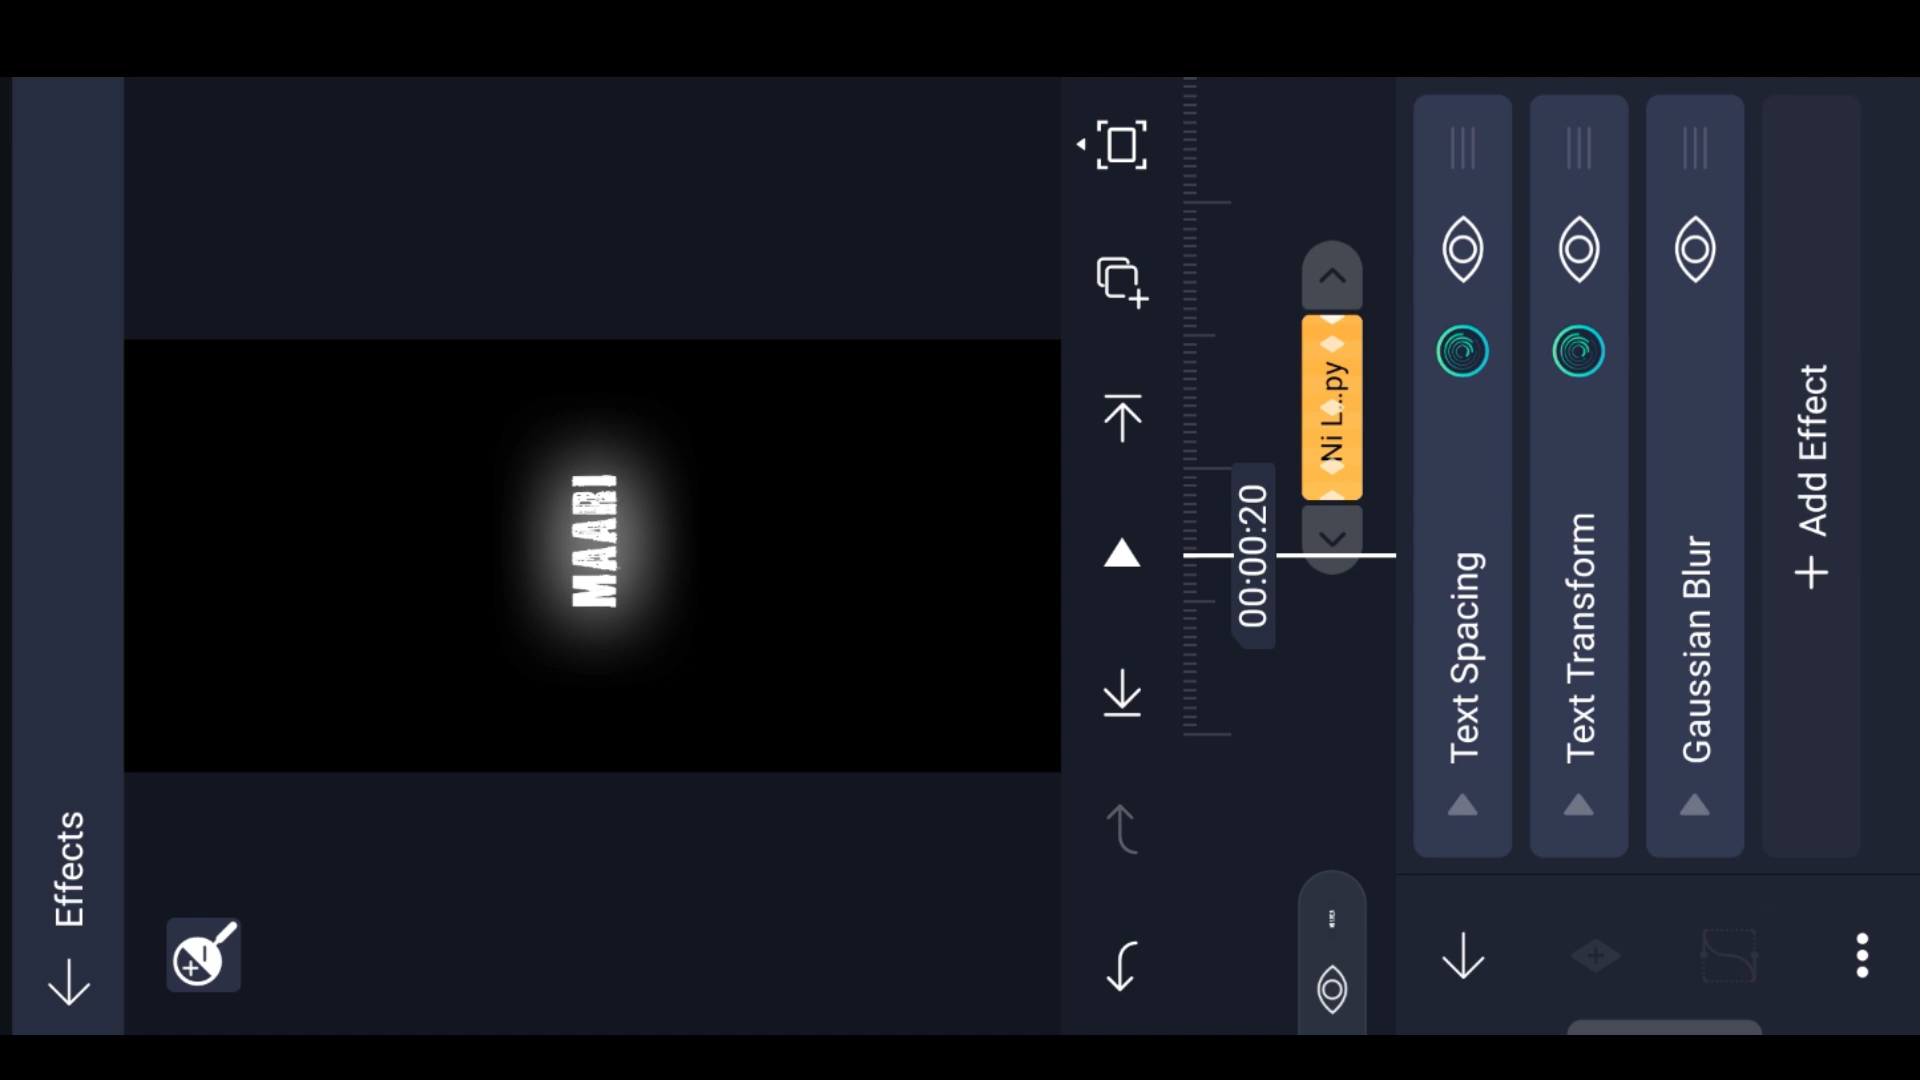 Effects
MAARI
00:00:20
Ni L...py
Text Spacing
Text Transform
Gaussian Blur
+ Add Effect